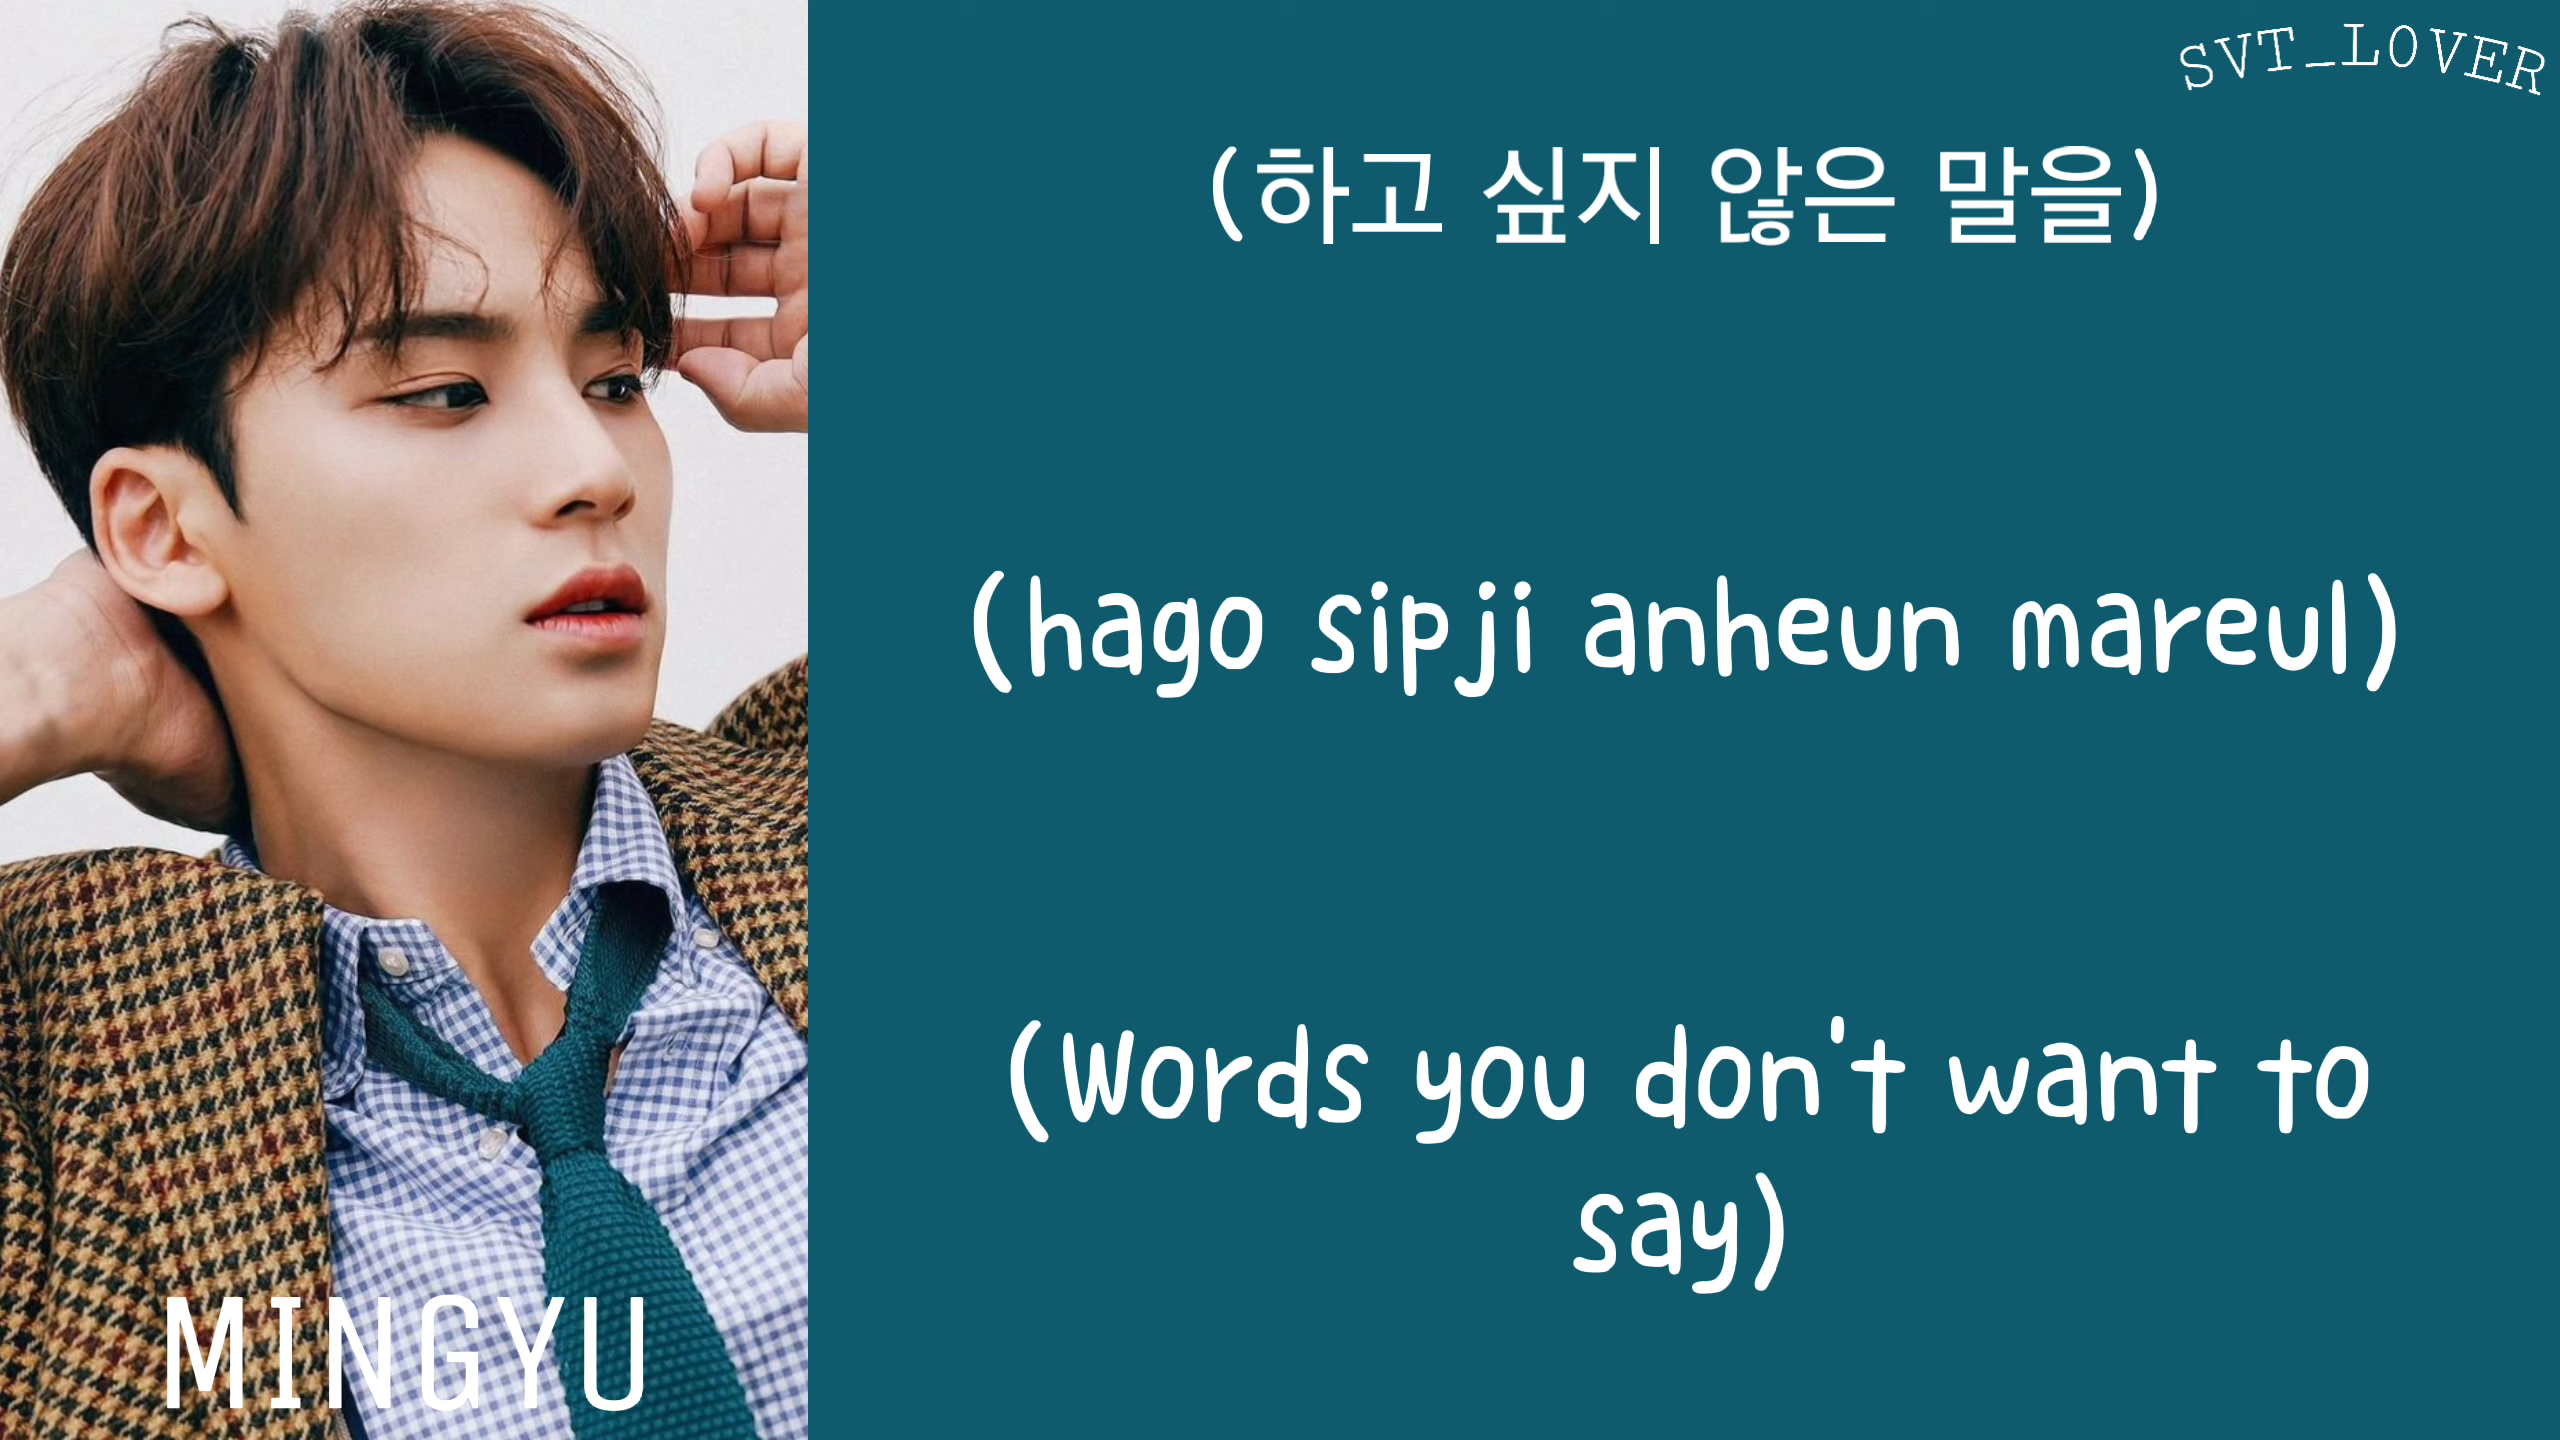 SVT_LOVER
(하고 싶지 않은 말을)
(hago sipji anheun mareul)
(Words you don't want to
say)
MINGYU